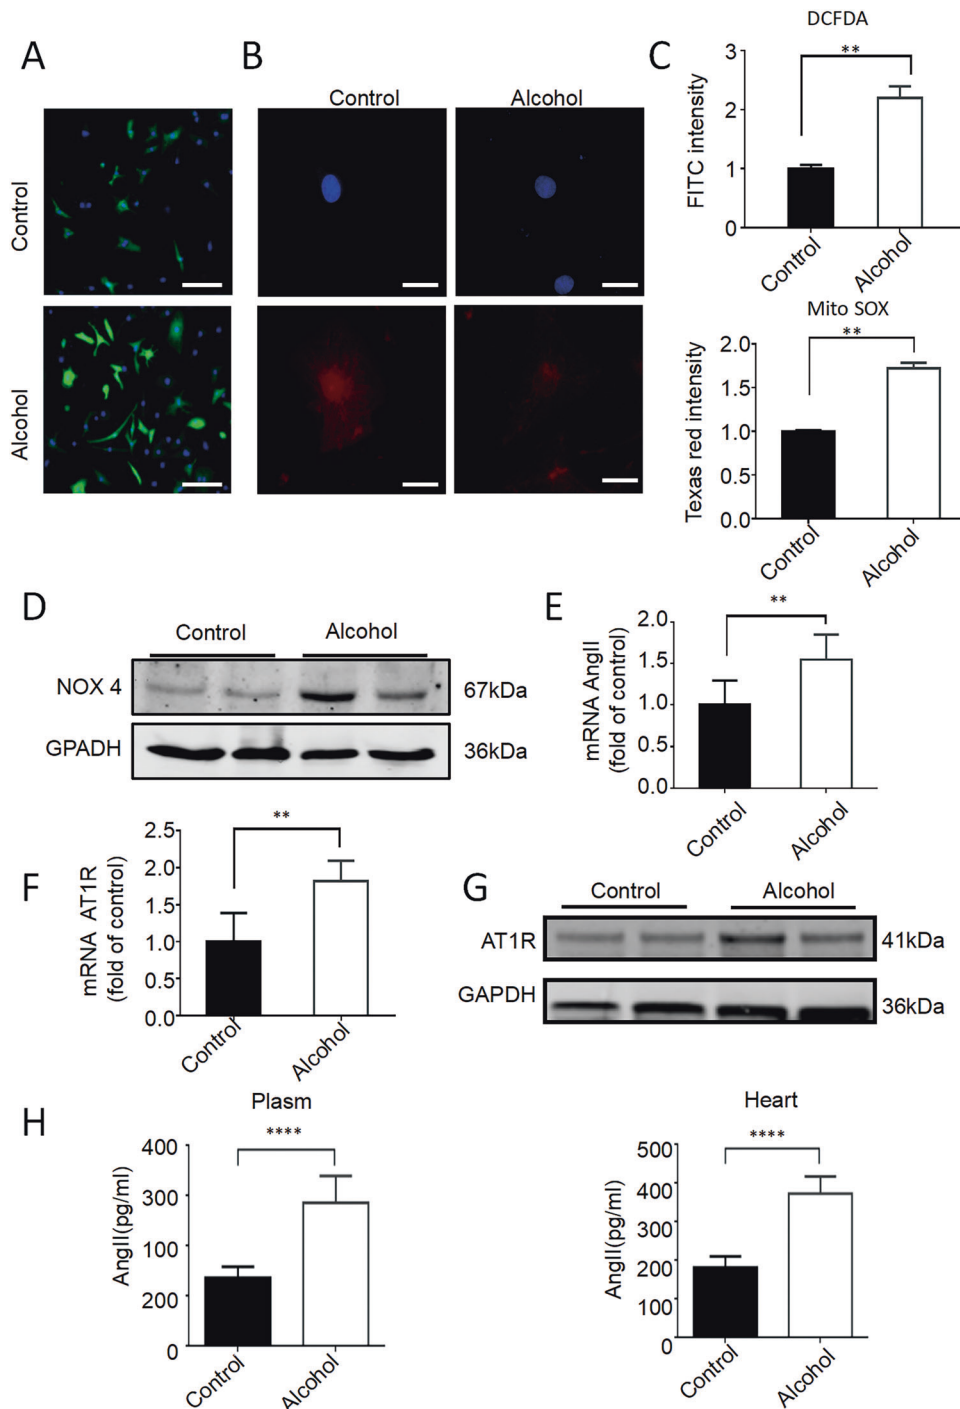 A
B
Control
Alcohol
Control
Alcohol
C
DCFDA
FITC intensity
3
2
1
0
**
Control
Alcohol
Mito SOX
Texas red intensity
2.0
1.5
1.0
0.5
0.0
**
Control
Alcohol
D
Control
Alcohol
NOX 4
67kDa
GPADH
36kDa
E
mRNA AngII
(fold of control)
2.0
1.5
1.0
0.5
0.0
**
Control
Alcohol
F
mRNA AT1R
(fold of control)
2.5
2.0
1.5
1.0
0.5
0.0
**
Control
Alcohol
G
Control
Alcohol
AT1R
41kDa
GAPDH
36kDa
H
Plasm
AngII(pg/ml)
400
300
100
200
0
****
Control
Alcohol
Heart
AngII(pg/ml)
500
400
300
200
100
0
****
Control
Alcohol